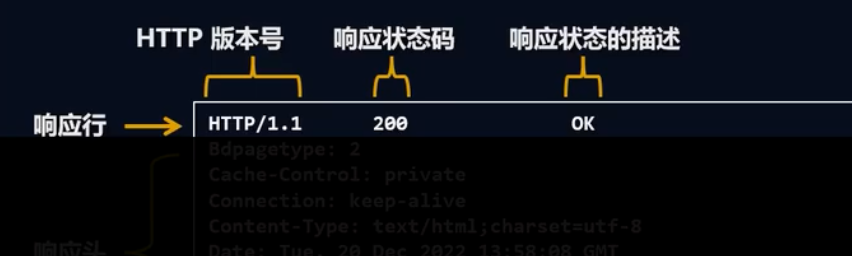 HTTP 版本号 响应状态码 响应状态的描述
响应行 HTTP/1.1 200 OK
Bdpagetype: 2
Cache-Control: private
Connection: keep-alive
Content-Type: text/html;charset=utf-8
响应头 Date: Tue, 20 Dec 2022 13:58:08 GMT